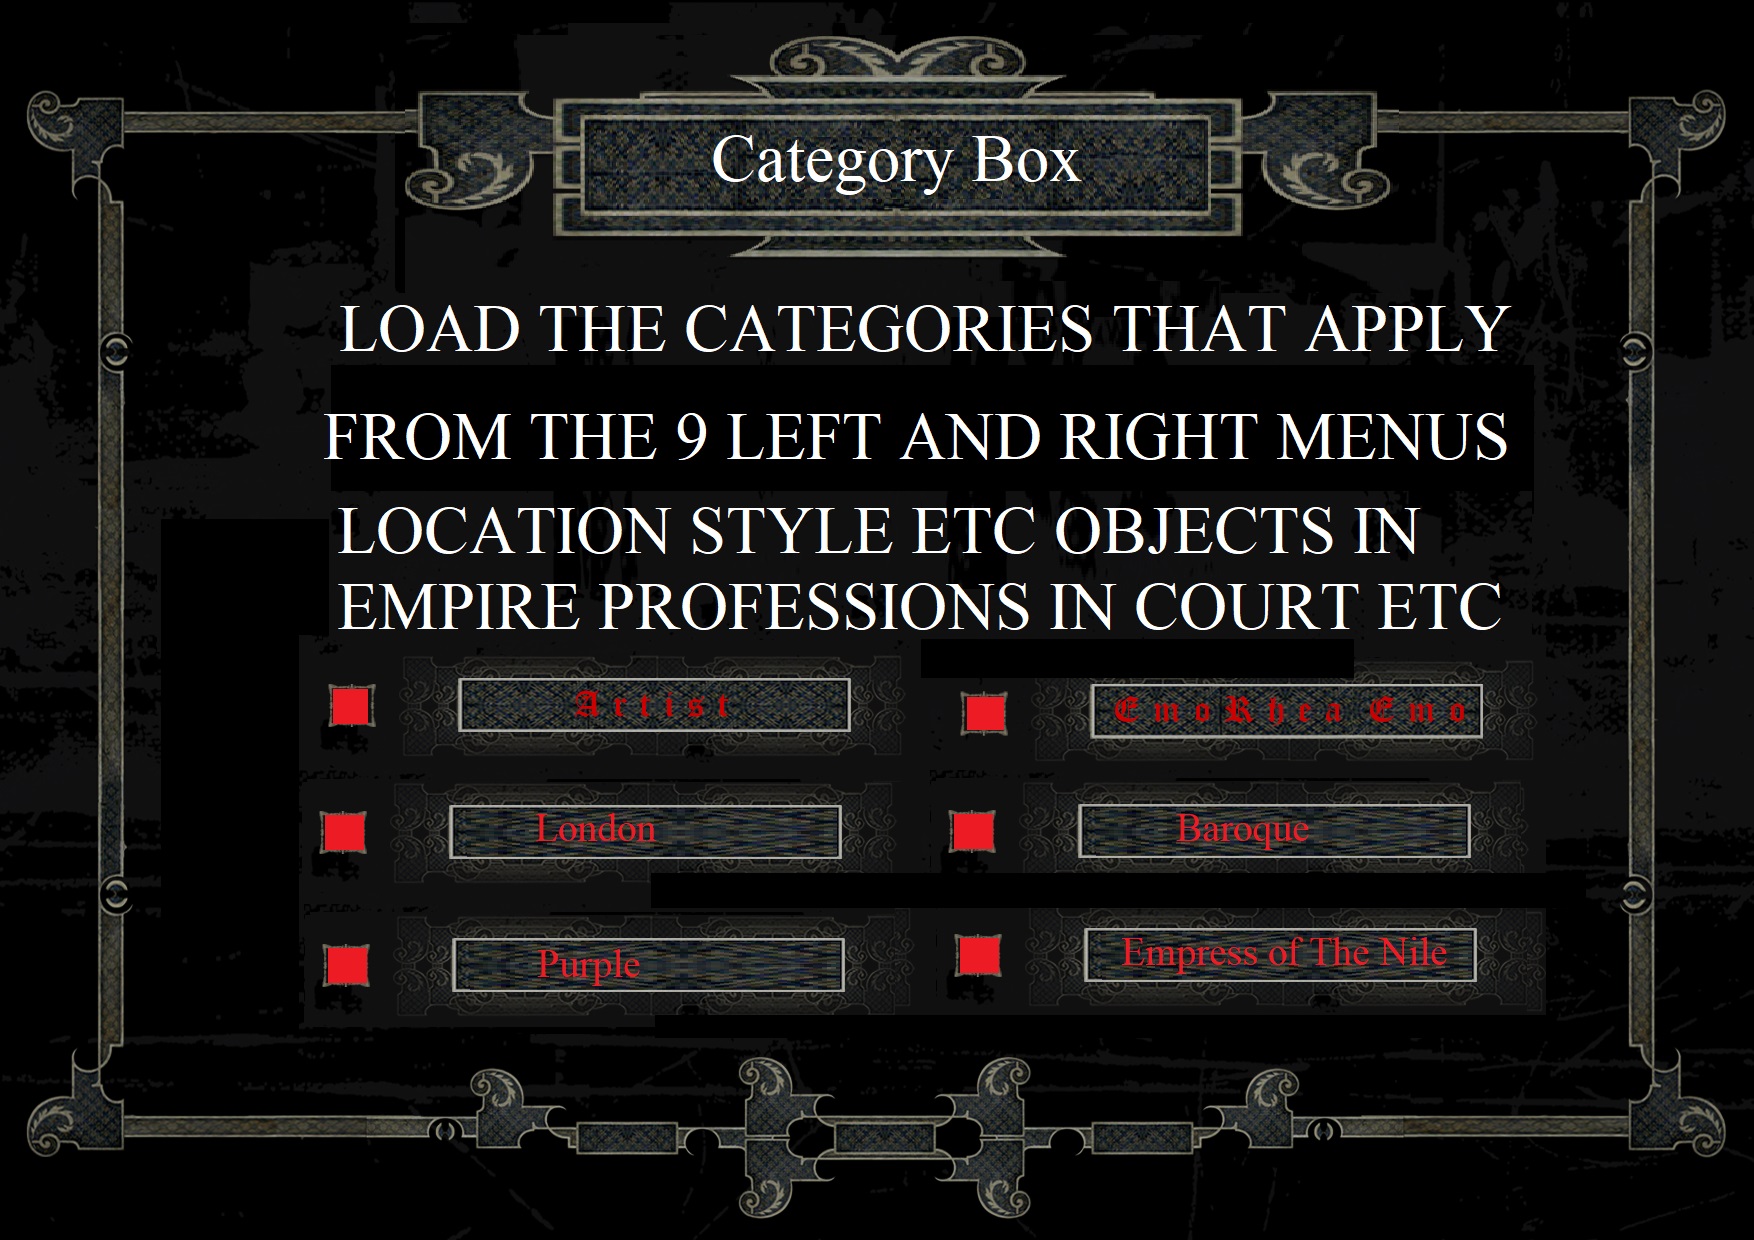 Category Box
LOAD THE CATEGORIES THAT APPLY
FROM THE 9 LEFT AND RIGHT MENUS
LOCATION STYLE ETC OBJECTS IN
EMPIRE PROFESSIONS IN COURT ETC
Artist
EmoRhea Emo
London
Baroque
Purple
Empress of The Nile